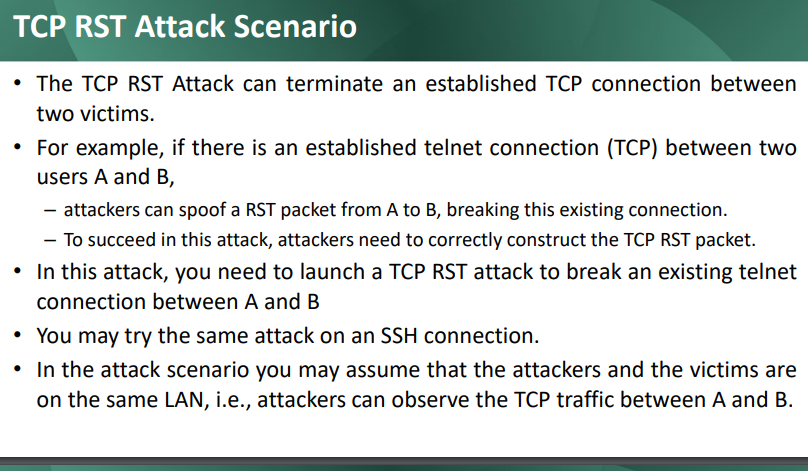 TCP RST Attack Scenario
• The TCP RST Attack can terminate an established TCP connection between
two victims.
• For example, if there is an established telnet connection (TCP) between two
users A and B,
– attackers can spoof a RST packet from A to B, breaking this existing connection.
– To succeed in this attack, attackers need to correctly construct the TCP RST packet.
• In this attack, you need to launch a TCP RST attack to break an existing telnet
connection between A and B
• You may try the same attack on an SSH connection.
• In the attack scenario you may assume that the attackers and the victims are
on the same LAN, i.e., attackers can observe the TCP traffic between A and B.